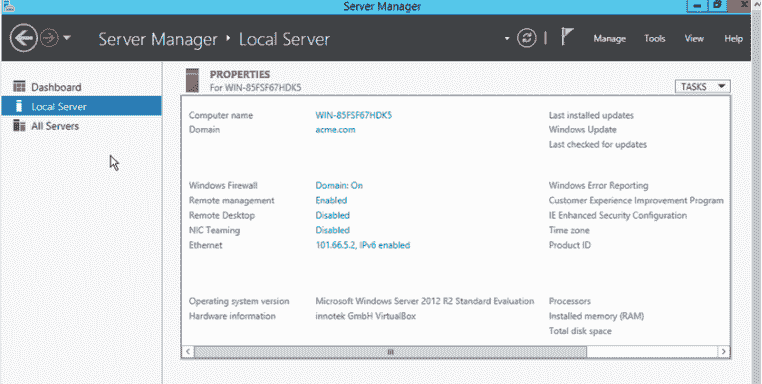 Server Manager
Server Manager • Local Server
Manage Tools View Help
Dashboard
Local Server
All Servers
PROPERTIES
For WIN-85FSF67HDK5
TASKS
Computer name WIN-85FSF67HDK5 Last installed updates
Domain acme.com Windows Update
Last checked for updates
Windows Firewall Domain: On Windows Error Reporting
Remote management Enabled Customer Experience Improvement Program
Remote Desktop Disabled IE Enhanced Security Configuration
NIC Teaming Disabled Time zone
Ethernet 101.66.5.2, IPv6 enabled Product ID
Operating system version Microsoft Windows Server 2012 R2 Standard Evaluation Processors
Hardware information innotek GmbH VirtualBox Installed memory (RAM)
Total disk space